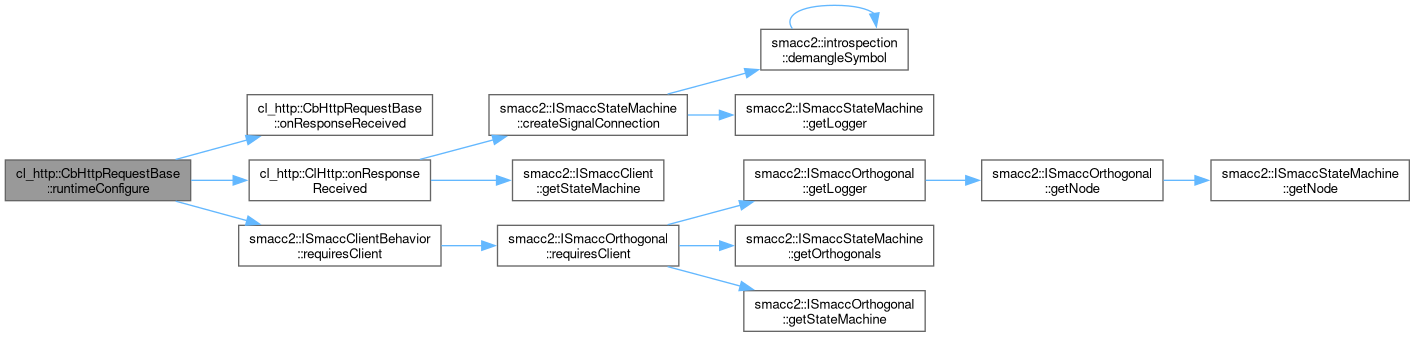 cl_http::CbHttpRequestBase
::runtimeConfigure
cl_http::CbHttpRequestBase
::onResponseReceived
cl_http::ClHttp::onResponse
Received
smacc2::ISmaccStateMachine
::createSignalConnection
smacc2::introspection
::demangleSymbol
smacc2::ISmaccStateMachine
::getLogger
smacc2::ISmaccClient
::getStateMachine
smacc2::ISmaccClientBehavior
::requiresClient
smacc2::ISmaccOrthogonal
::requiresClient
smacc2::ISmaccOrthogonal
::getLogger
smacc2::ISmaccOrthogonal
::getNode
smacc2::ISmaccStateMachine
::getNode
smacc2::ISmaccStateMachine
::getOrthogonals
smacc2::ISmaccOrthogonal
::getStateMachine